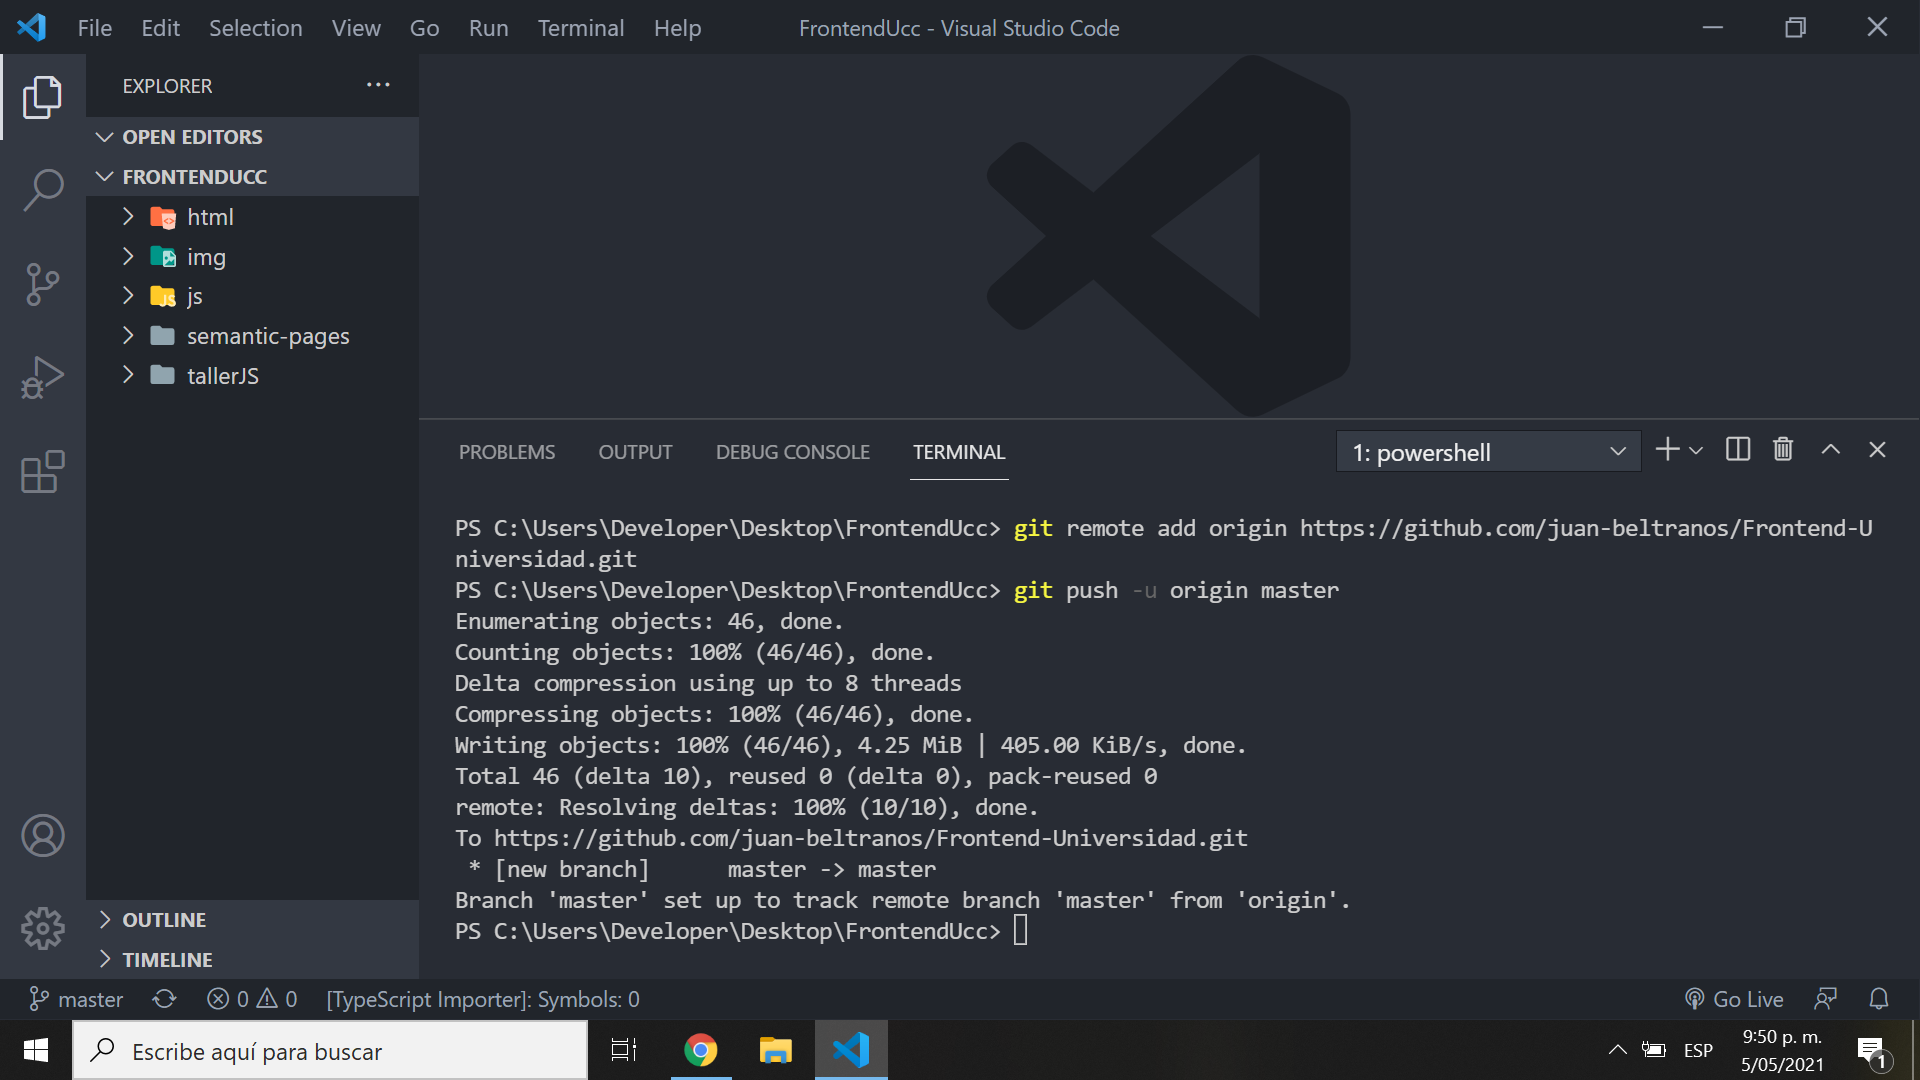 File Edit Selection View Go Run Terminal Help
FrontendUcc - Visual Studio Code
EXPLORER
OPEN EDITORS
FRONTENDUCC
html
img
js
semantic-pages
tallerJS
OUTLINE
TIMELINE
PROBLEMS OUTPUT DEBUG CONSOLE TERMINAL
1: powershell
PS C:\Users\Developer\Desktop\FrontendUcc> git remote add origin https://github.com/juan-beltranos/Frontend-U
niversidad.git
PS C:\Users\Developer\Desktop\FrontendUcc> git push -u origin master
Enumerating objects: 46, done.
Counting objects: 100% (46/46), done.
Delta compression using up to 8 threads
Compressing objects: 100% (46/46), done.
Writing objects: 100% (46/46), 4.25 MiB | 405.00 KiB/s, done.
Total 46 (delta 10), reused 0 (delta 0), pack-reused 0
remote: Resolving deltas: 100% (10/10), done.
To https://github.com/juan-beltranos/Frontend-Universidad.git
 * [new branch]      master -> master
Branch 'master' set up to track remote branch 'master' from 'origin'.
PS C:\Users\Developer\Desktop\FrontendUcc>
master 0 0 [TypeScript Importer]: Symbols: 0 Go Live
Escribe aquí para buscar
ESP
9:50 p. m.
5/05/2021
1